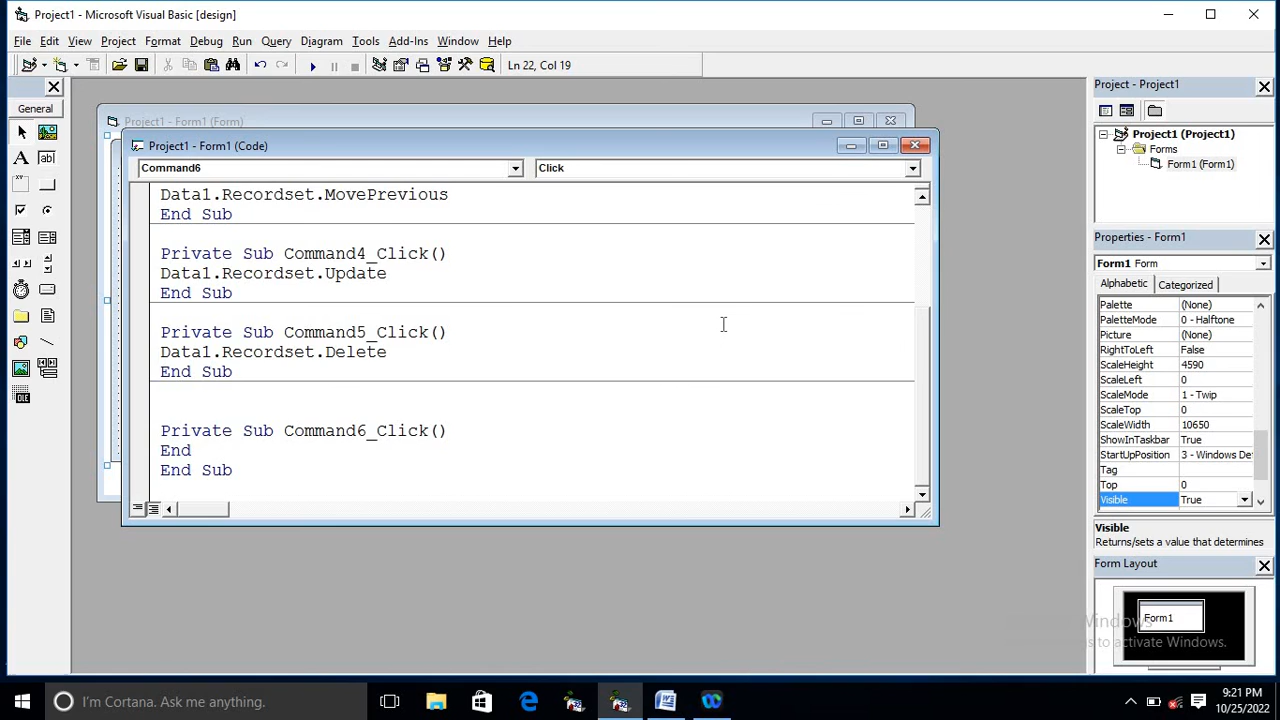 Project1 - Microsoft Visual Basic [design]
File Edit View Project Format Debug Run Query Diagram Tools Add-Ins Window Help
Ln 22, Col 19
General
Project1 - Form1 (Form)
Project1 - Form1 (Code)
Command6 Click
Data1.Recordset.MovePrevious
End Sub
Private Sub Command4_Click()
Data1.Recordset.Update
End Sub
Private Sub Command5_Click()
Data1.Recordset.Delete
End Sub
Private Sub Command6_Click()
End
End Sub
Project - Project1
Project1 (Project1)
Forms
Form1 (Form1)
Properties - Form1
Form1 Form
Alphabetic Categorized
Palette (None)
PaletteMode 0 - Halftone
Picture (None)
RightToLeft False
ScaleHeight 4590
ScaleLeft 0
ScaleMode 1 - Twip
ScaleTop 0
ScaleWidth 10650
ShowInTaskbar True
StartUpPosition 3 - Windows De
Tag
Top 0
Visible True
Visible
Returns/sets a value that determines
Form Layout
Form1
Windows
to activate Windows.
I'm Cortana. Ask me anything.
9:21 PM
10/25/2022